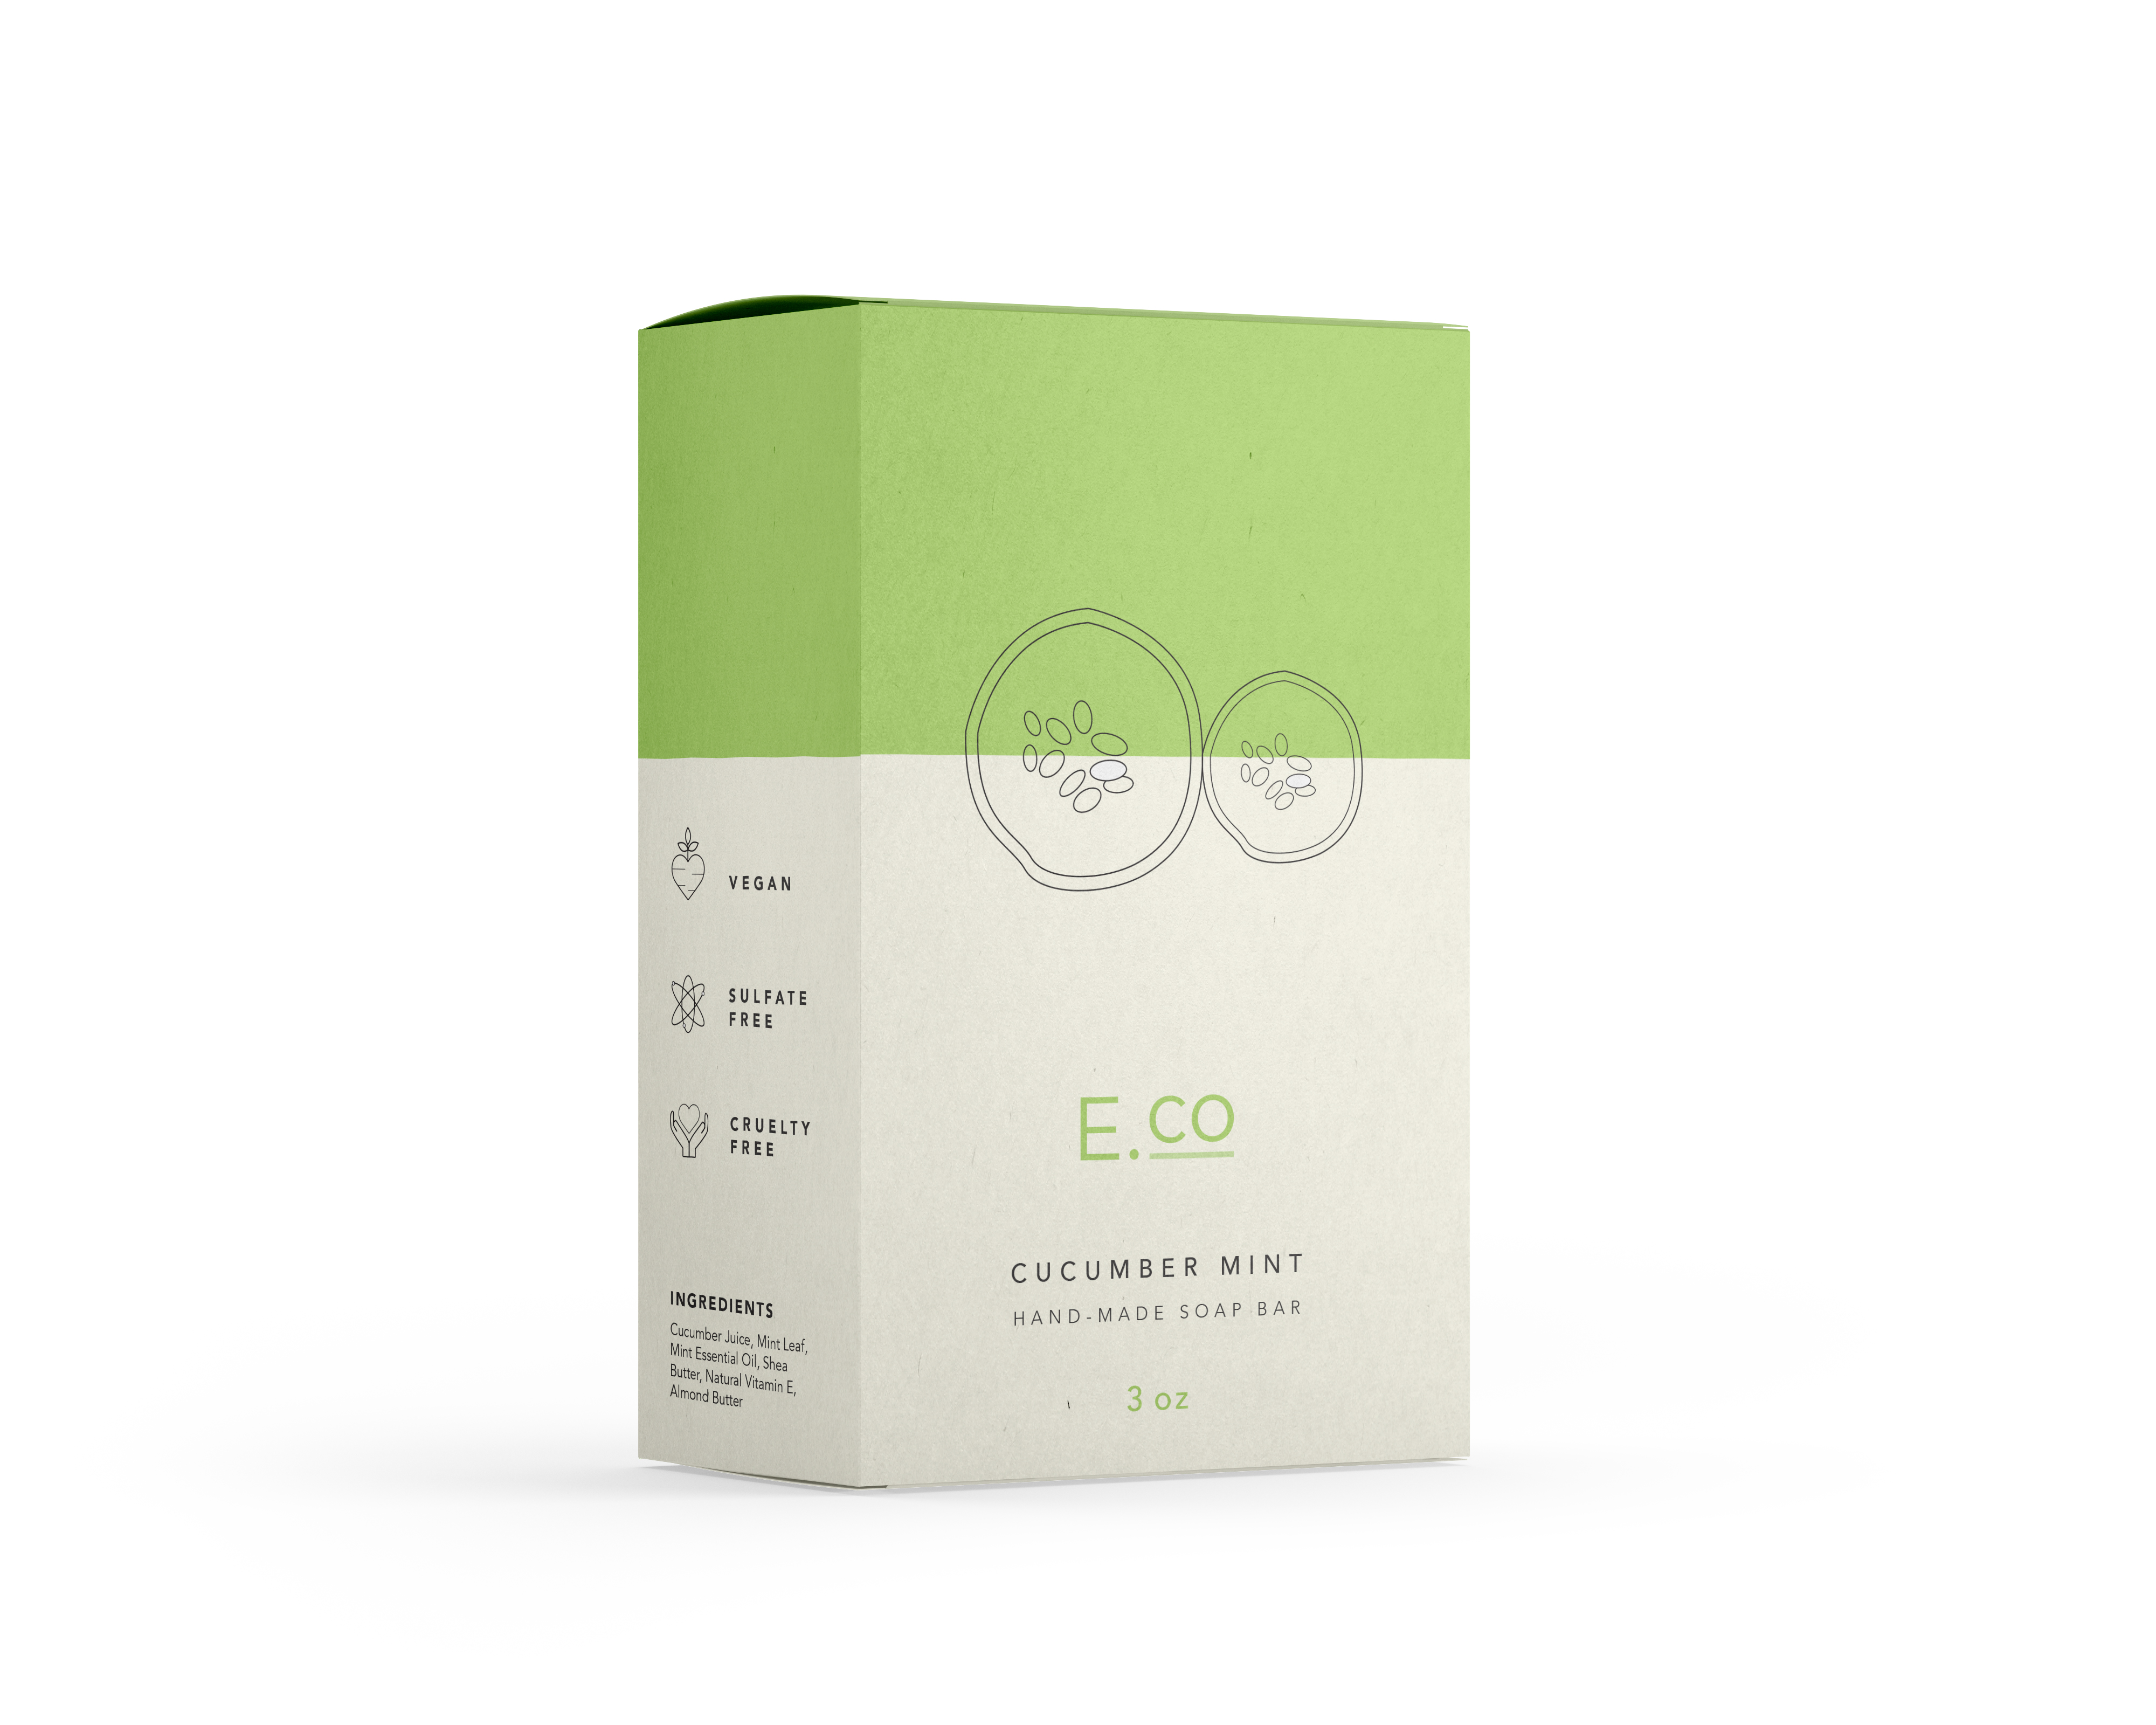 VEGAN
SULFATE
FREE
CRUELTY
FREE
INGREDIENTS
Cucumber Juice, Mint Leaf,
Mint Essential Oil, Shea
Butter, Natural Vitamin E,
Almond Butter
E.CO
CUCUMBER MINT
HAND-MADE SOAP BAR
3 oz